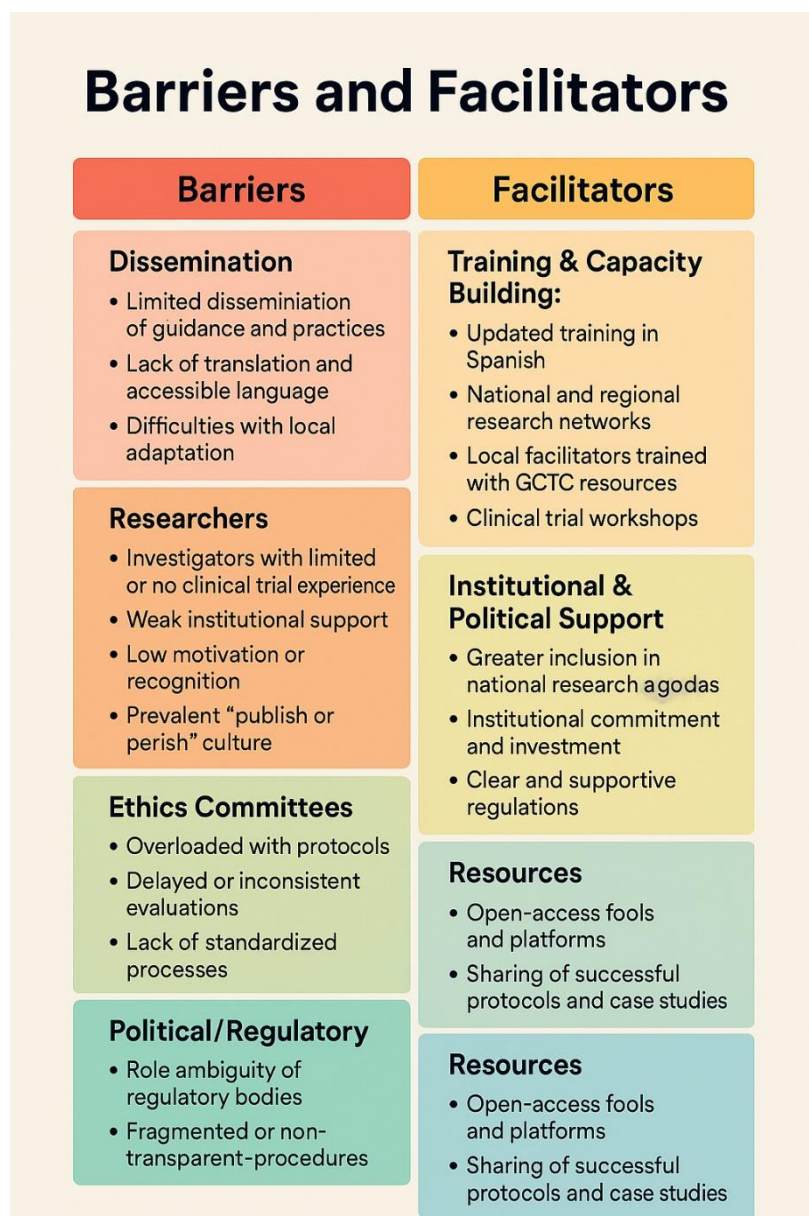 Barriers and Facilitators
Barriers
Dissemination
• Limited disseminiation
of guidance and practices
• Lack of translation and
accessible language
• Difficulties with local
adaptation
Researchers
• Investigators with limited
or no clinical trial experience
• Weak institutional support
• Low motivation or
recognition
• Prevalent “publish or
perish” culture
Ethics Committees
• Overloaded with protocols
• Delayed or inconsistent
evaluations
• Lack of standardized
processes
Political/Regulatory
• Role ambiguity of
regulatory bodies
• Fragmented or non-
transparent-procedures
Facilitators
Training & Capacity
Building:
• Updated training in
Spanish
• National and regional
research networks
• Local facilitators trained
with GCTC resources
• Clinical trial workshops
Institutional &
Political Support
• Greater inclusion in
national research agodas
• Institutional commitment
and investment
• Clear and supportive
regulations
Resources
• Open-access fools
and platforms
• Sharing of successful
protocols and case studies
Resources
• Open-access fools
and platforms
• Sharing of successful
protocols and case studies